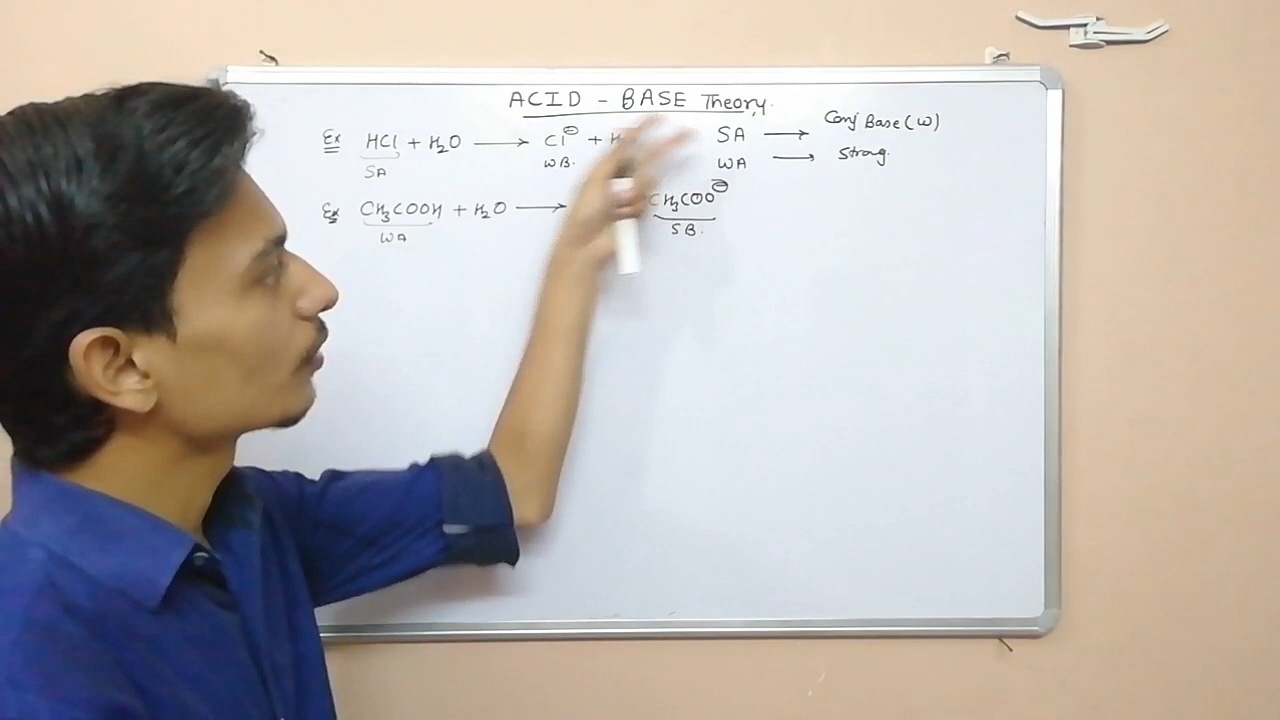 ACID - BASE Theory.
Ex HCl + H₂O ⟶ Cl⊖ + H
SA WB.
SA ⟶ Conj Base (W)
WA ⟶ Strong.
Ex CH₃COOH + H₂O ⟶ CH₃COO⊖
WA SB.